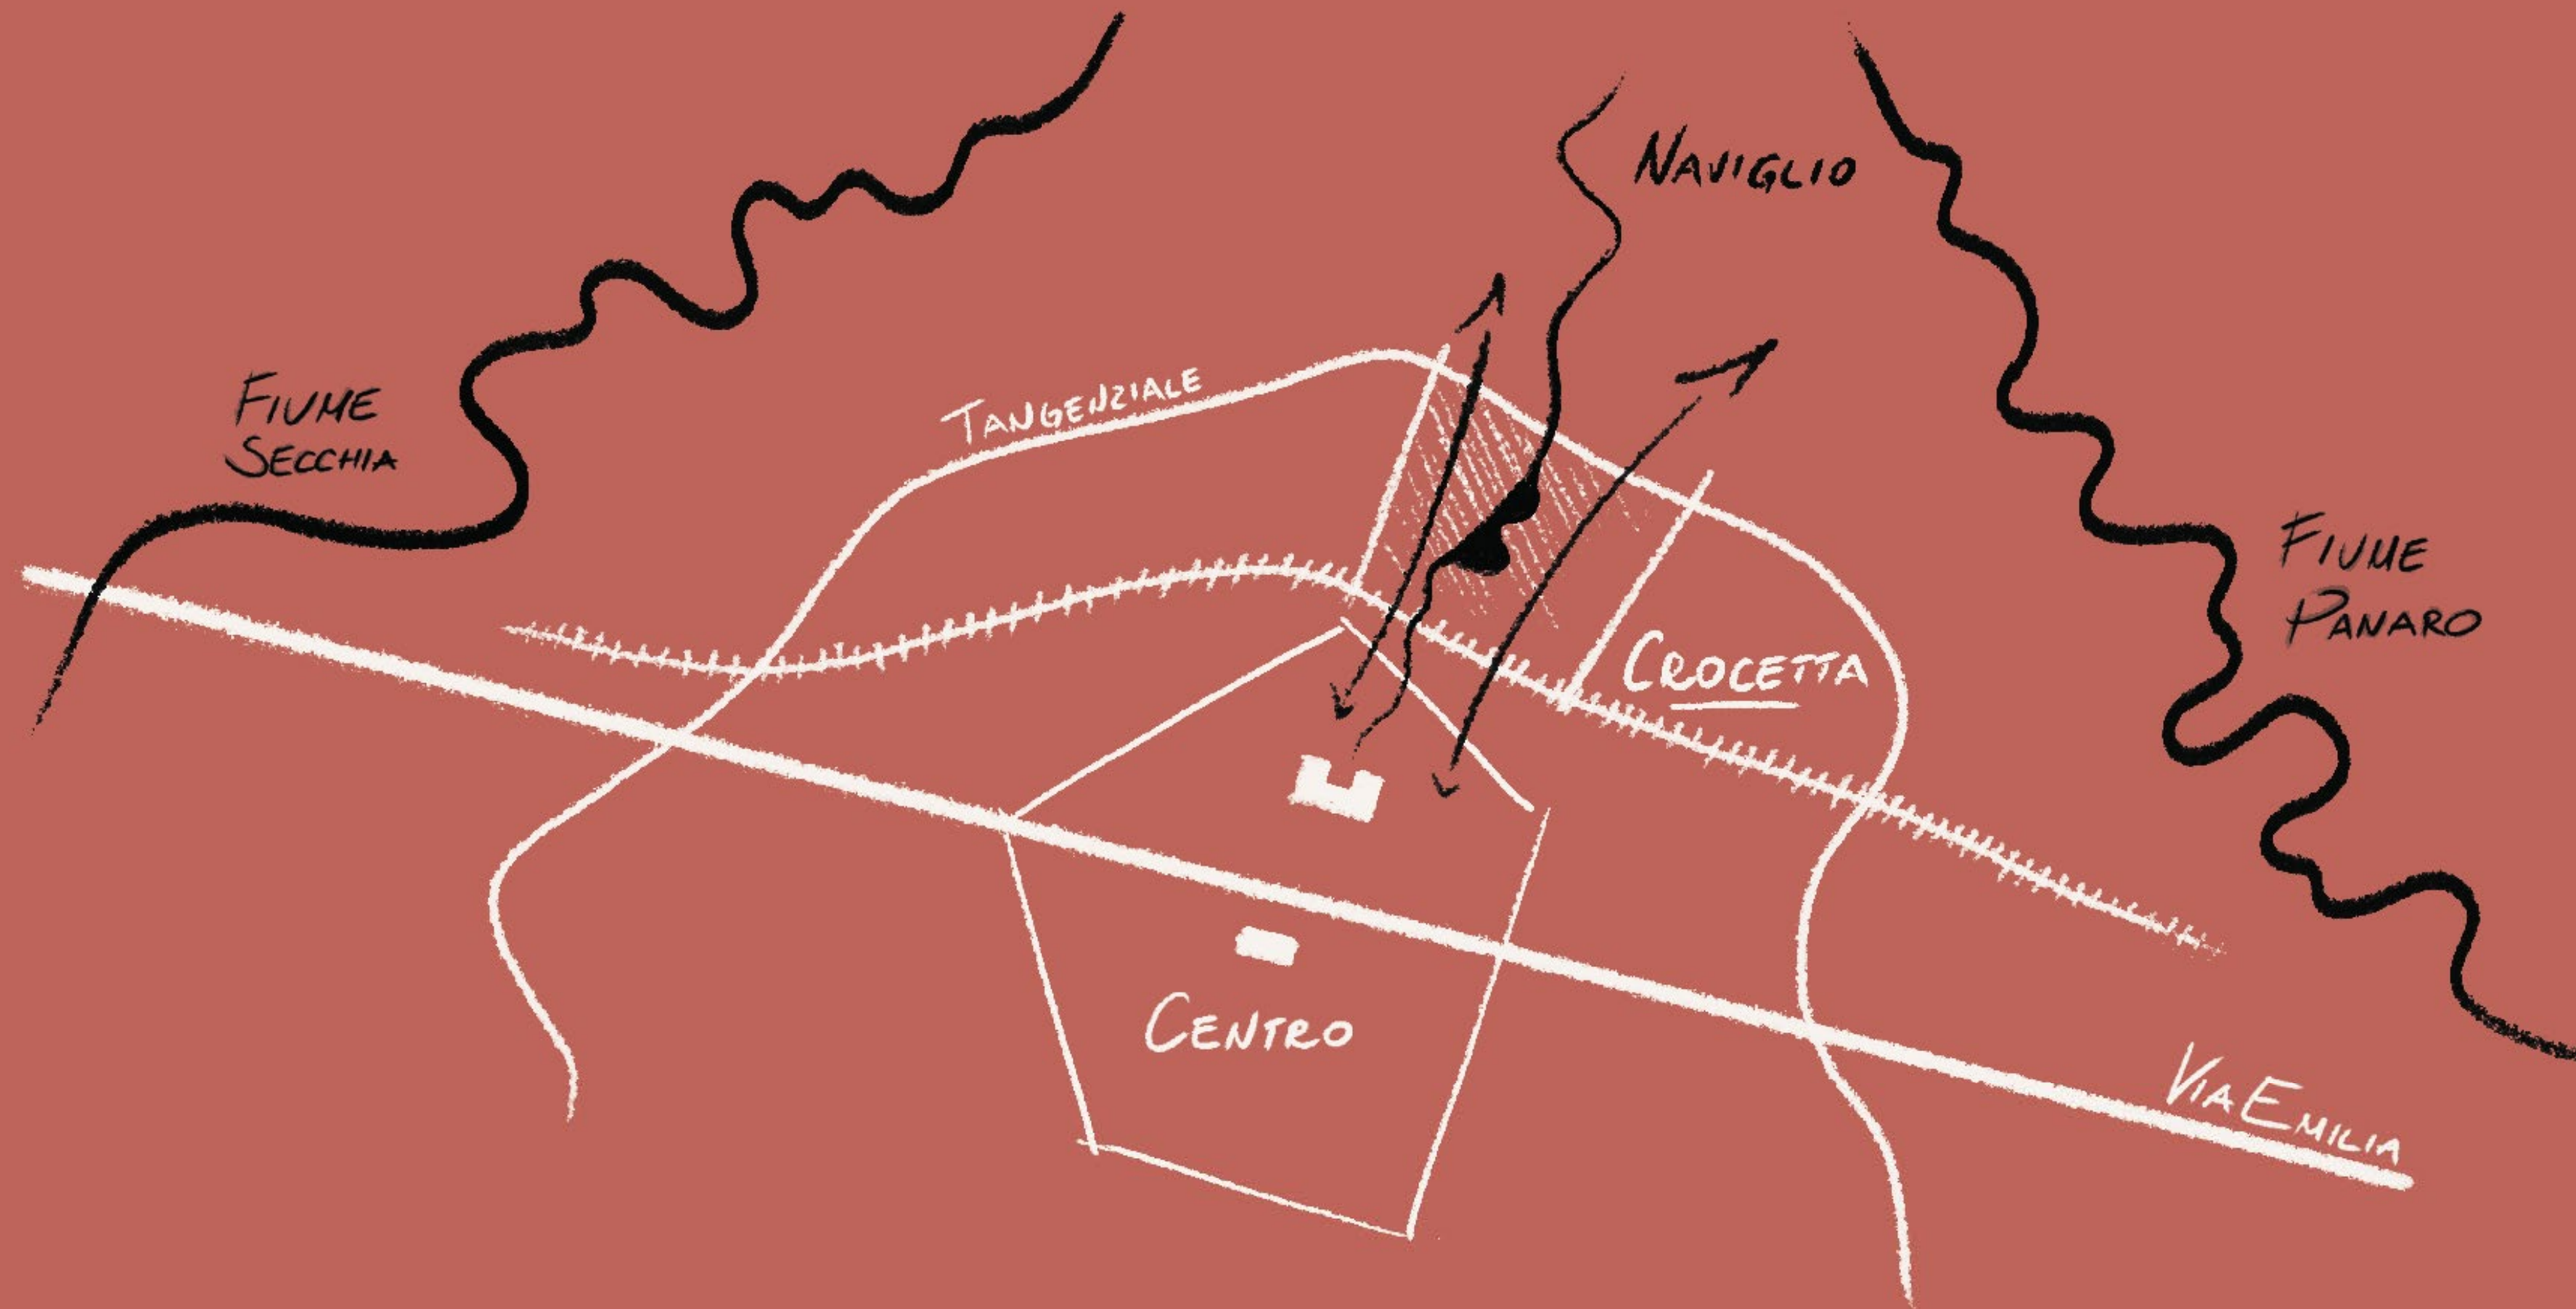 NAVIGLIO
TANGENZIALE
FIUME
SECCHIA
FIUME
PANARO
CROCETTA
CENTRO
VIA EMILIA